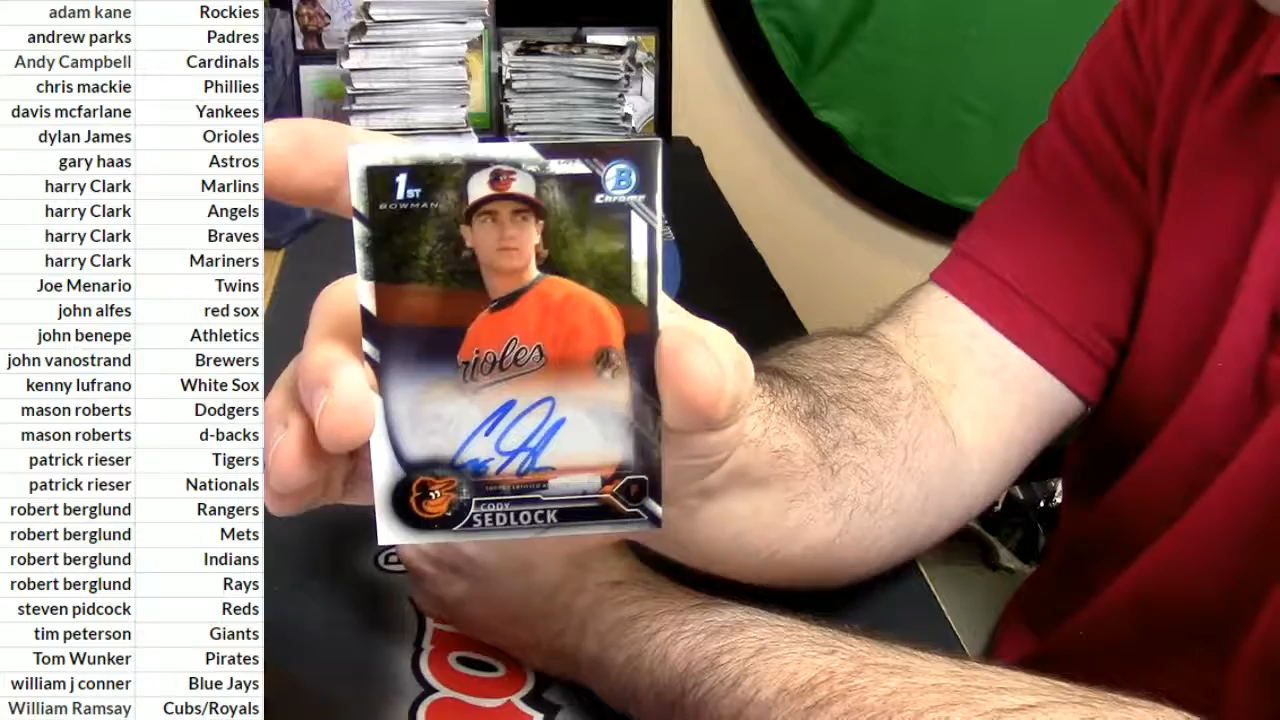 adam kane Rockies
andrew parks Padres
Andy Campbell Cardinals
chris mackie Phillies
davis mcfarlane Yankees
dylan James Orioles
gary haas Astros
harry Clark Marlins
harry Clark Angels
harry Clark Braves
harry Clark Mariners
Joe Menario Twins
john alfes red sox
john benepe Athletics
john vanostrand Brewers
kenny lufrano White Sox
mason roberts Dodgers
mason roberts d-backs
patrick rieser Tigers
patrick rieser Nationals
robert berglund Rangers
robert berglund Mets
robert berglund Indians
robert berglund Rays
steven pidcock Reds
tim peterson Giants
Tom Wunker Pirates
william j conner Blue Jays
William Ramsay Cubs/Royals
1ST
BOWMAN
B
Chrome
rioles
CODY
SEDLOCK